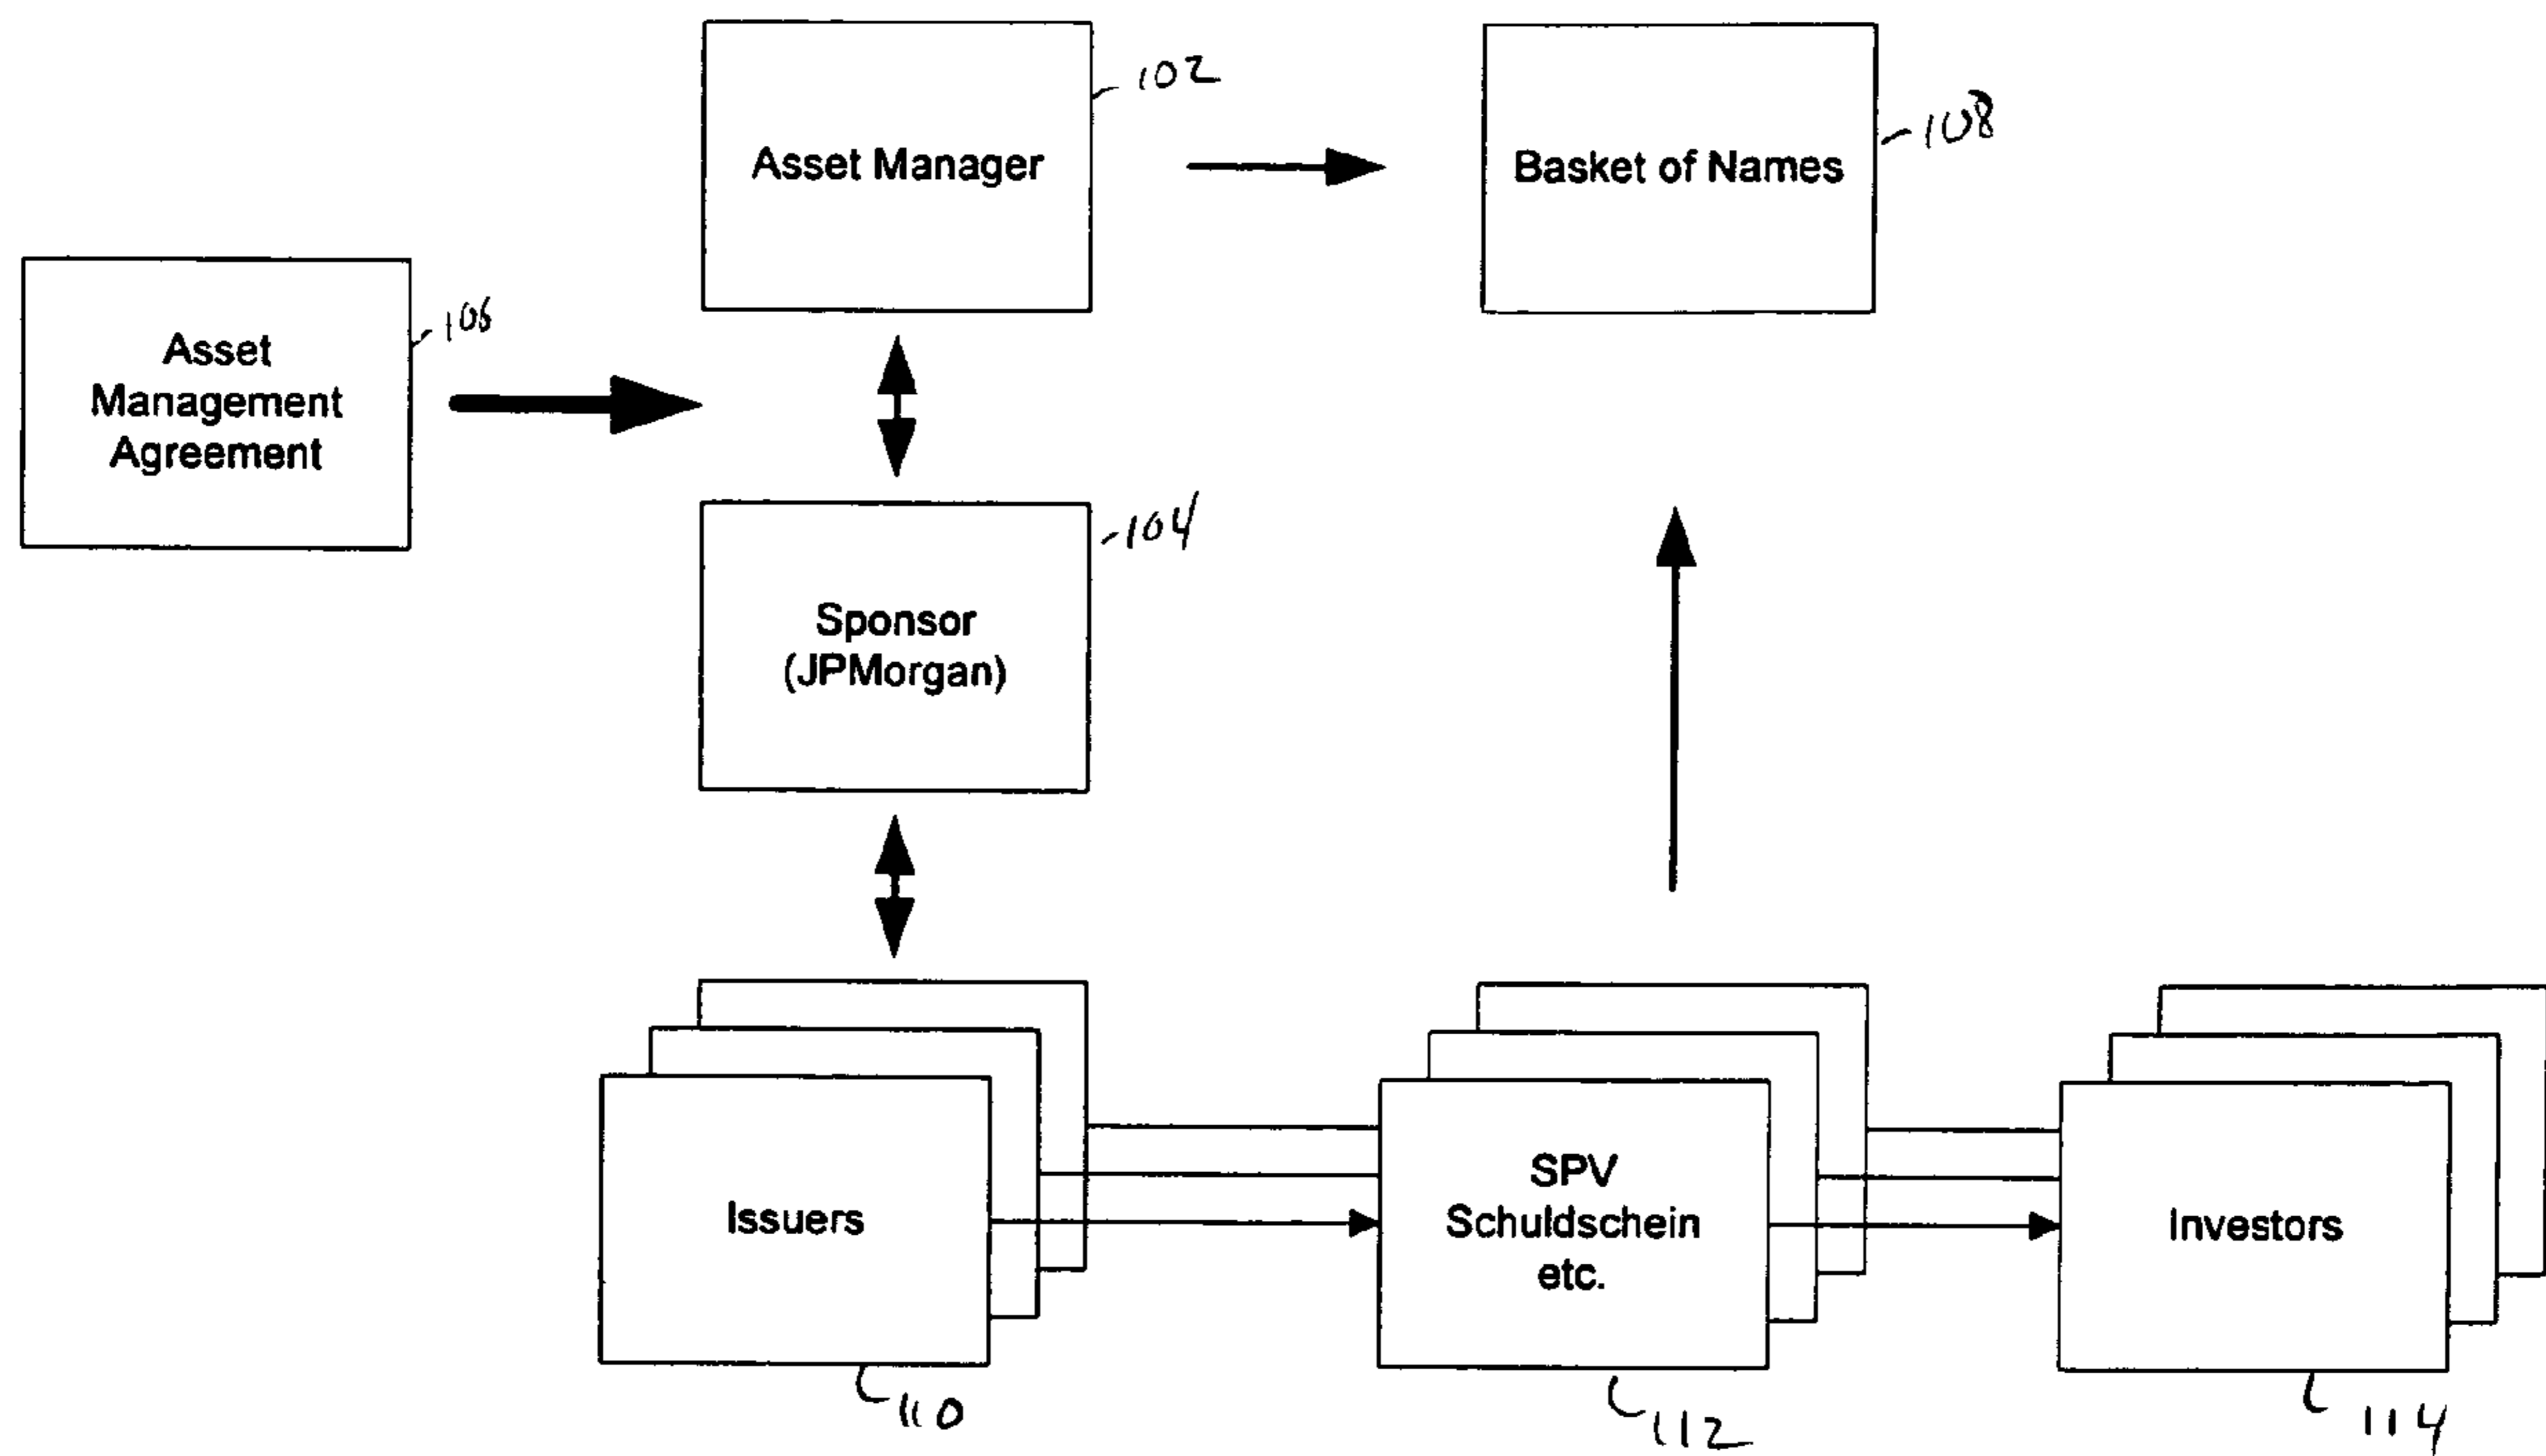 Asset Manager
102
Basket of Names
108
Asset
Management
Agreement
106
Sponsor
(JPMorgan)
104
Issuers
110
SPV
Schuldschein
etc.
112
Investors
114